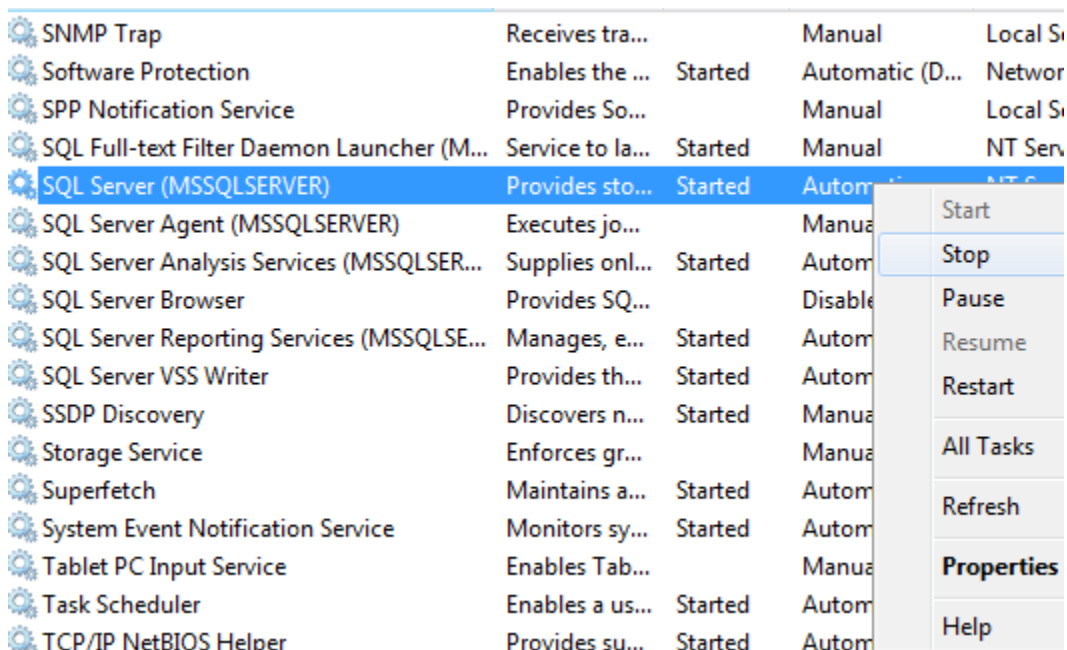 SNMP Trap Receives tra... Manual Local S
Software Protection Enables the ... Started Automatic (D... Networ
SPP Notification Service Provides So... Manual Local S
SQL Full-text Filter Daemon Launcher (M... Service to la... Started Manual NT Serv
SQL Server (MSSQLSERVER) Provides sto... Started Autom
SQL Server Agent (MSSQLSERVER) Executes jo... Manua
SQL Server Analysis Services (MSSQLSER... Supplies onl... Started Autom
SQL Server Browser Provides SQ... Disable
SQL Server Reporting Services (MSSQLSE... Manages, e... Started Autom
SQL Server VSS Writer Provides th... Started Autom
SSDP Discovery Discovers n... Started Manua
Storage Service Enforces gr... Manua
Superfetch Maintains a... Started Autom
System Event Notification Service Monitors sy... Started Autom
Tablet PC Input Service Enables Tab... Manua
Task Scheduler Enables a us... Started Autom
TCP/IP NetBIOS Helper Provides su... Started Autom
Start
Stop
Pause
Resume
Restart
All Tasks
Refresh
Properties
Help